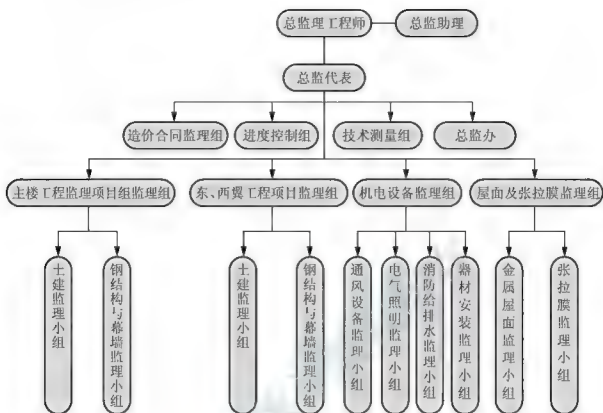 总监理工程师
总监助理
总监代表
造价合同监理组
进度控制组
技术测量组
总监办
主楼工程监理项目组监理组
东、西翼工程项目监理组
机电设备监理组
屋面及张拉膜监理组
土建监理小组
钢结构与幕墙监理小组
土建监理小组
钢结构与幕墙监理小组
通风设备监理小组
电气照明监理小组
消防给排水监理小组
器材安装监理小组
金属屋面监理小组
张拉膜监理小组